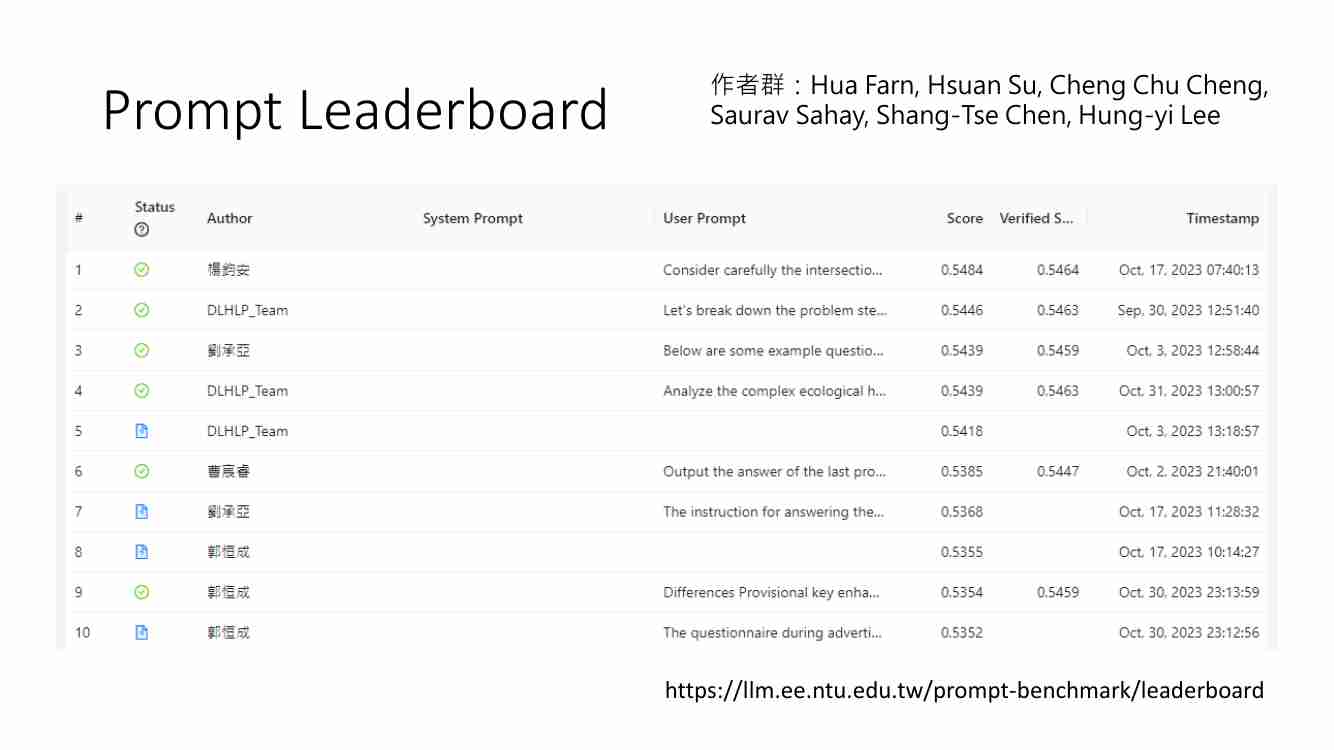 Prompt Leaderboard
作者群：Hua Farn, Hsuan Su, Cheng Chu Cheng,
Saurav Sahay, Shang-Tse Chen, Hung-yi Lee
# Status Author System Prompt User Prompt Score Verified S... Timestamp
1 楊鈞安 Consider carefully the intersectio... 0.5484 0.5464 Oct, 17, 2023 07:40:13
2 DLHLP_Team Let's break down the problem ste... 0.5446 0.5463 Sep, 30, 2023 12:51:40
3 劉承亞 Below are some example questio... 0.5439 0.5459 Oct, 3, 2023 12:58:44
4 DLHLP_Team Analyze the complex ecological h... 0.5439 0.5463 Oct, 31, 2023 13:00:57
5 DLHLP_Team 0.5418 Oct, 3, 2023 13:18:57
6 曹宸睿 Output the answer of the last pro... 0.5385 0.5447 Oct, 2, 2023 21:40:01
7 劉承亞 The instruction for answering the... 0.5368 Oct, 17, 2023 11:28:32
8 郭恒成 0.5355 Oct, 17, 2023 10:14:27
9 郭恒成 Differences Provisional key enha... 0.5354 0.5459 Oct, 30, 2023 23:13:59
10 郭恒成 The questionnaire during adverti... 0.5352 Oct, 30, 2023 23:12:56
https://llm.ee.ntu.edu.tw/prompt-benchmark/leaderboard